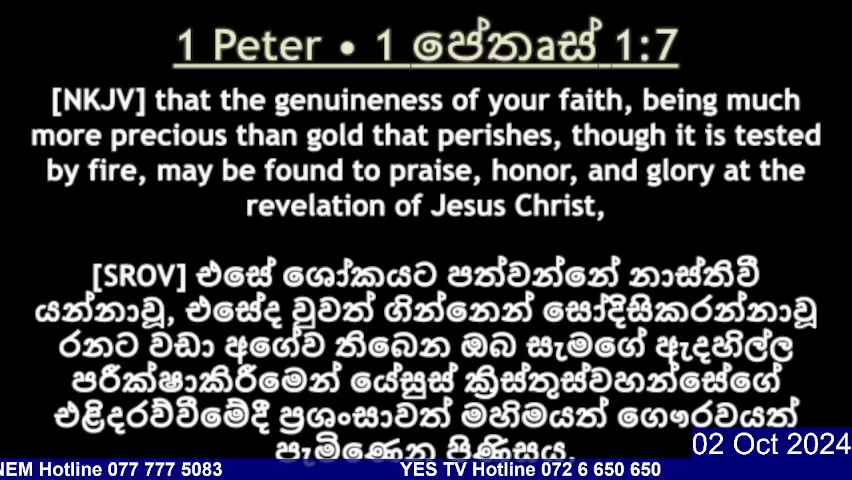 1 Peter • 1 පේතෘස් 1:7
[NKJV] that the genuineness of your faith, being much
more precious than gold that perishes, though it is tested
by fire, may be found to praise, honor, and glory at the
revelation of Jesus Christ,
[SROV] එසේ ශෝකයට පත්වන්නේ නාස්තිවී
යන්නාවූ, එසේද වුවත් ගින්නෙන් සෝදිසිකරන්නාවූ
රනට වඩා අගේව තිබෙන ඔබ සැමගේ ඇදහිල්ල
පරීක්ෂාකිරීමෙන් යේසුස් ක්‍රිස්තුස්වහන්සේගේ
එළිදරව්වීමේදී ප්‍රශංසාවත් මහිමයත් ගෞරවයත්
පැමිණෙන පිණිසය.
02 Oct 2024
NEM Hotline 077 777 5083 YES TV Hotline 072 6 650 650